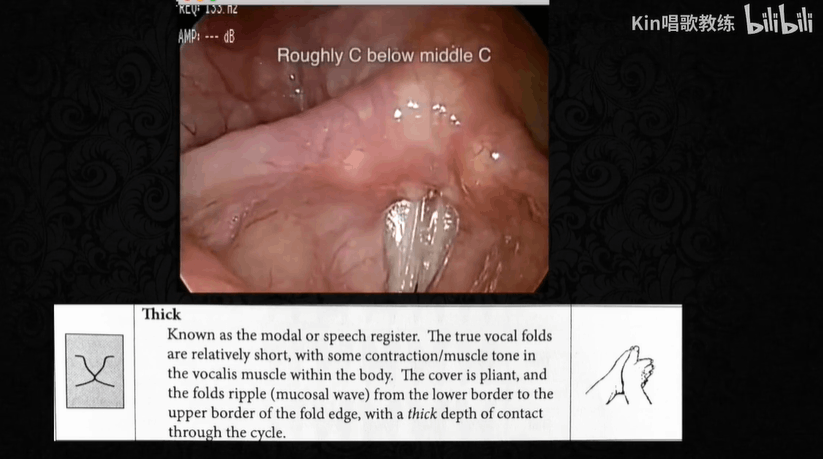 Kin唱歌教练 bilibili
AMP: --- dB
Roughly C below middle C
Thick
Known as the modal or speech register. The true vocal folds
are relatively short, with some contraction/muscle tone in
the vocalis muscle within the body. The cover is pliant, and
the folds ripple (mucosal wave) from the lower border to the
upper border of the fold edge, with a thick depth of contact
through the cycle.